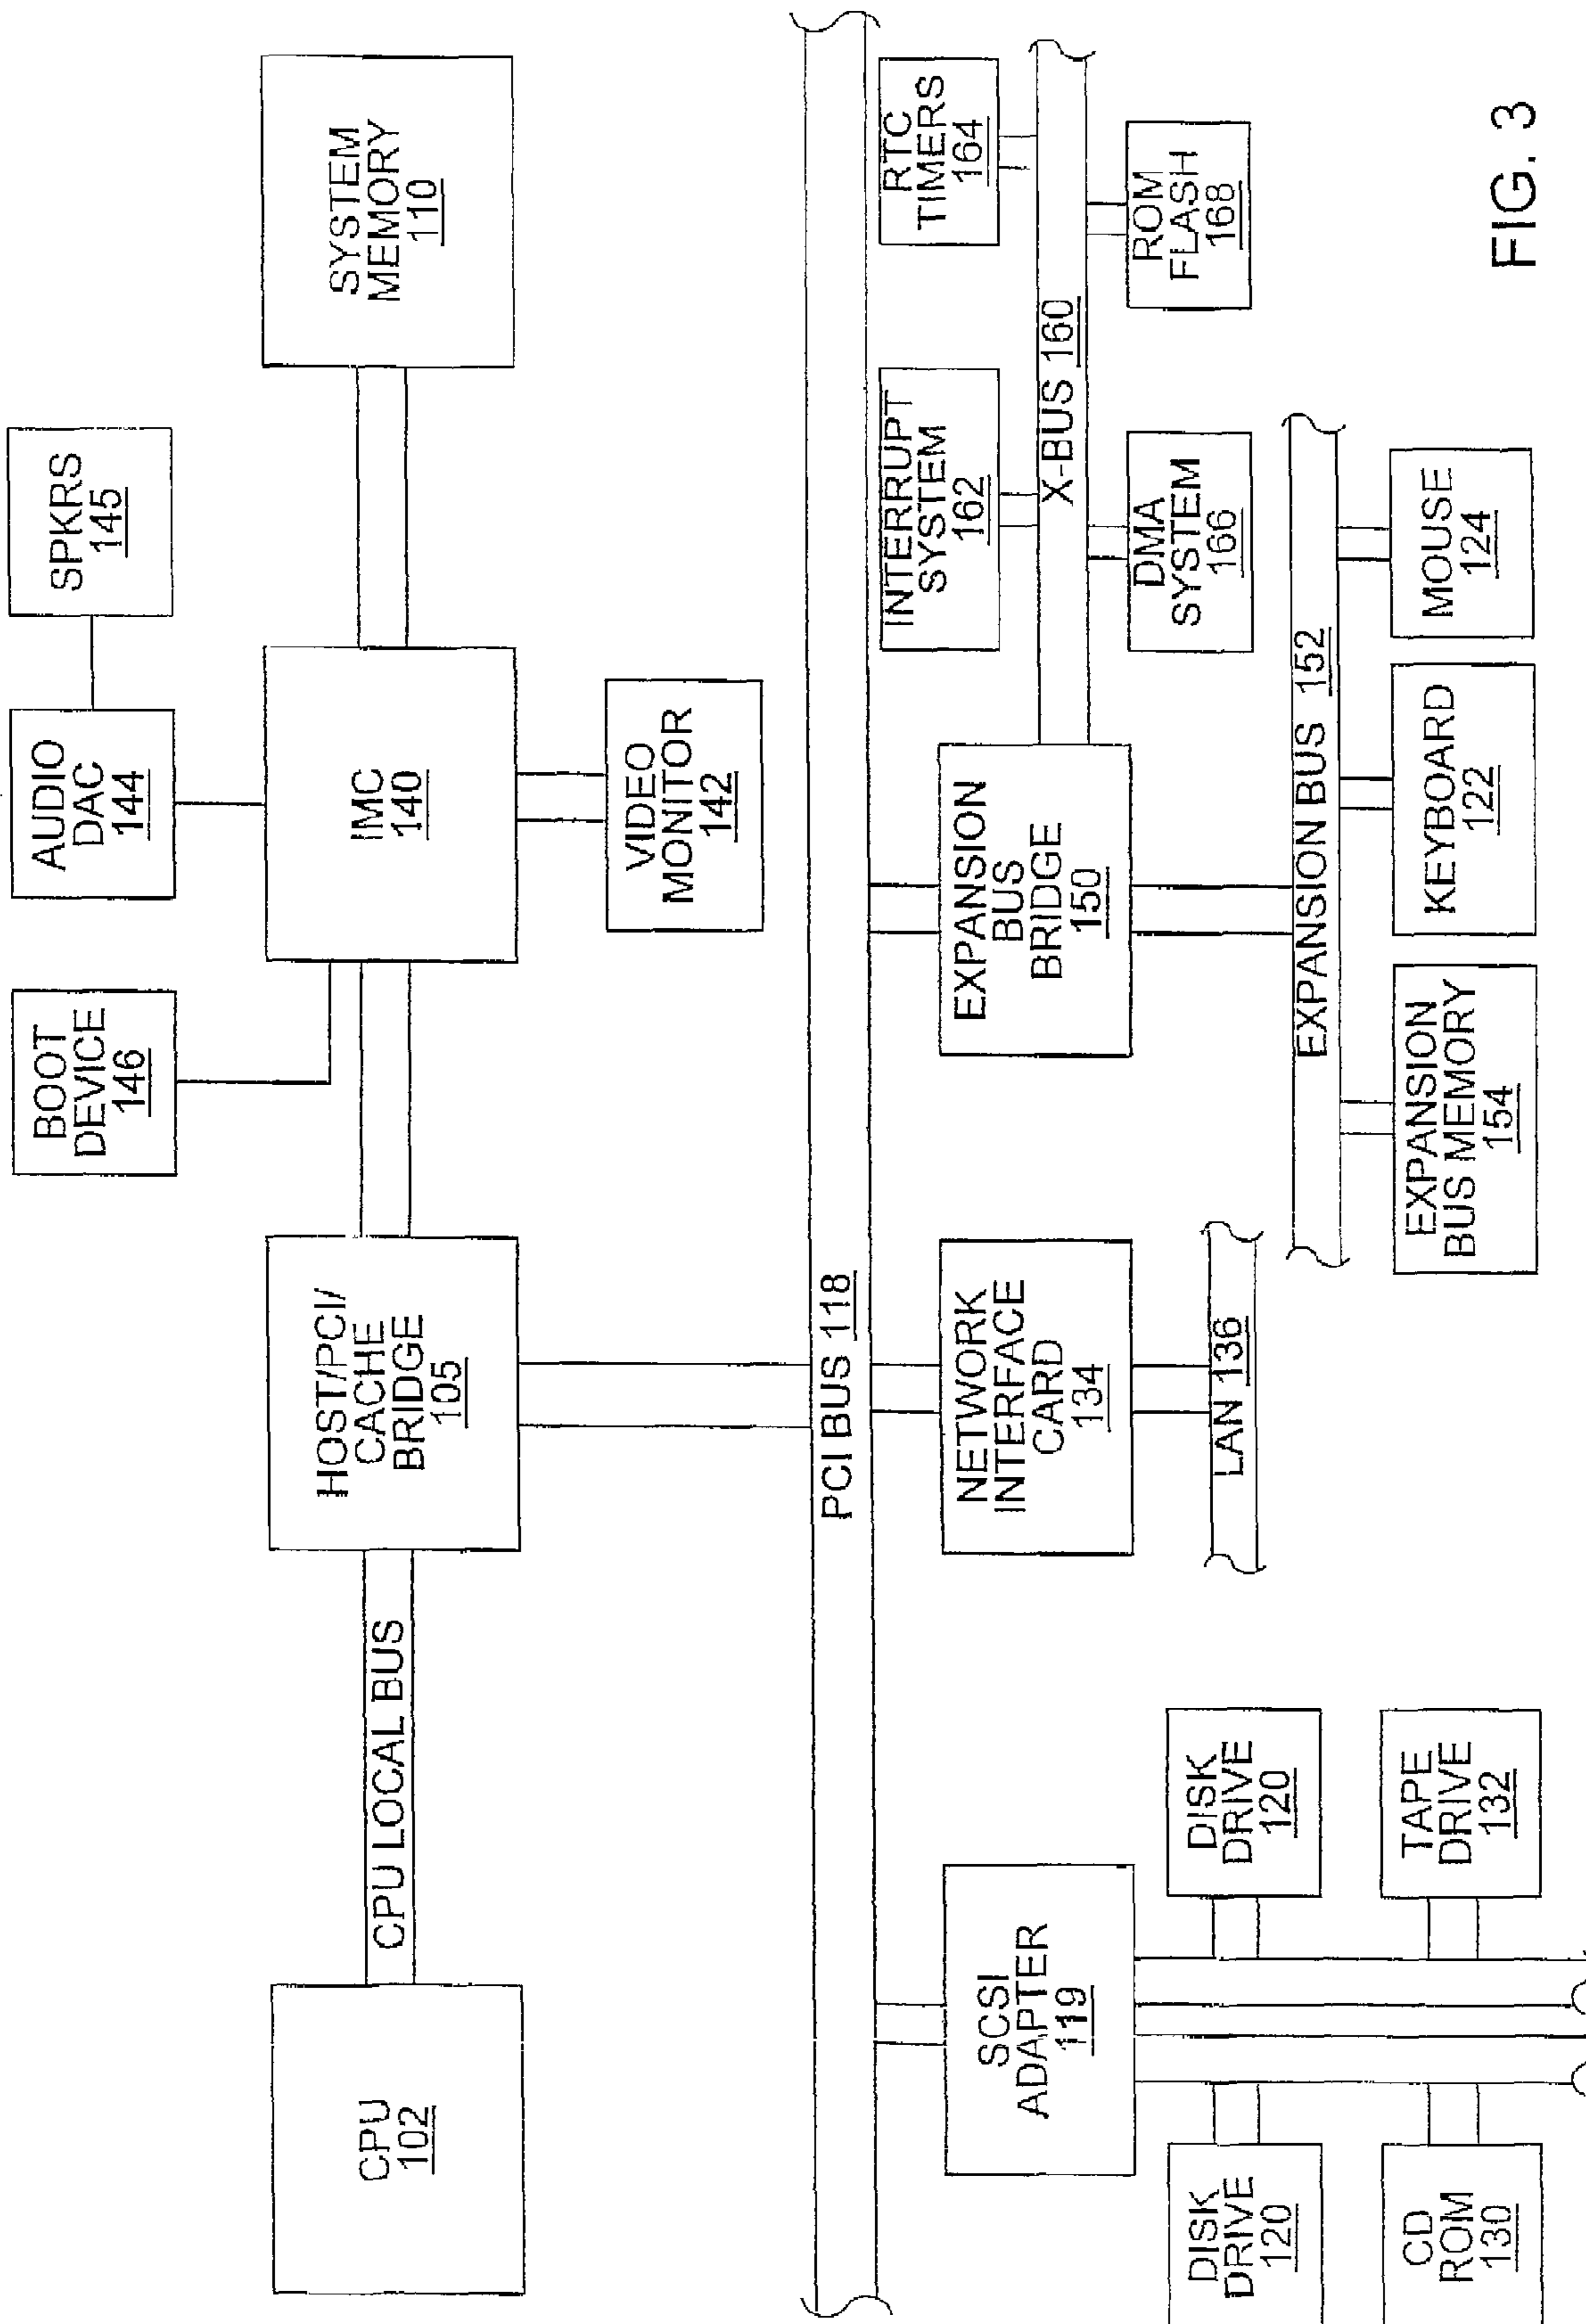 BOOT
DEVICE
146
AUDIO
DAC
144
SPKRS
145
CPU
102
CPU LOCAL BUS
HOST/PCI/
CACHE
BRIDGE
105
IMC
140
SYSTEM
MEMORY
110
VIDEO
MONITOR
142
PCI BUS 118
SCSI
ADAPTER
119
NETWORK
INTERFACE
CARD
134
EXPANSION
BUS
BRIDGE
150
INTERRUPT
SYSTEM
162
RTC
TIMERS
164
X-BUS 160
DMA
SYSTEM
166
ROM
FLASH
168
DISK
DRIVE
120
DISK
DRIVE
120
LAN 136
EXPANSION BUS 152
CD
ROM
130
TAPE
DRIVE
132
EXPANSION
BUS MEMORY
154
KEYBOARD
122
MOUSE
124
FIG. 3